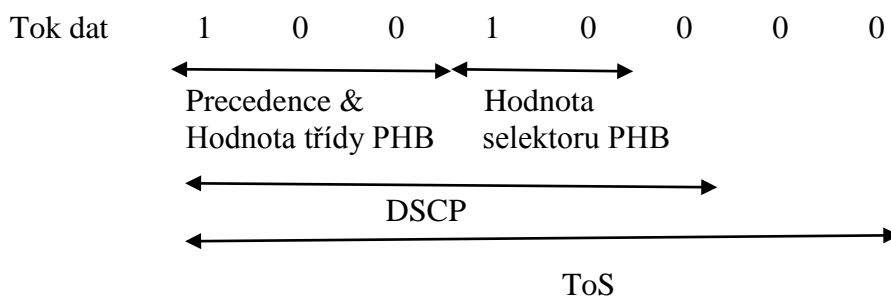 Tok dat 1 0 0 1 0 0 0 0
Precedence & Hodnota
Hodnota třídy PHB selektoru PHB
DSCP
ToS